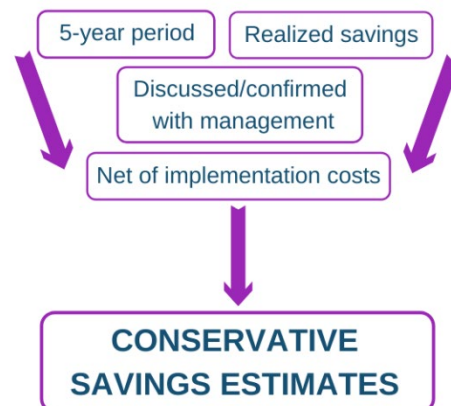 5-year period
Realized savings
Discussed/confirmed
with management
Net of implementation costs
CONSERVATIVE
SAVINGS ESTIMATES